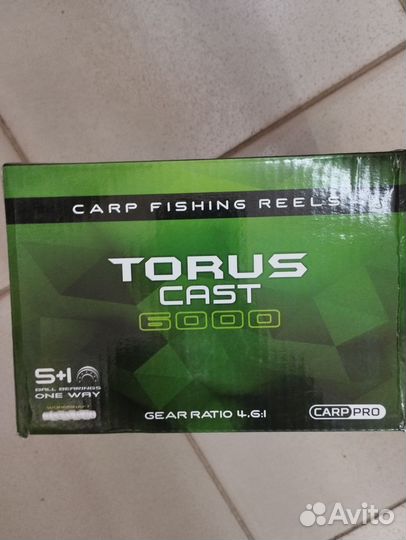 CARP FISHING REELS
TORUS
CAST
6000
5+1
BALL BEARINGS
ONE WAY
GEAR RATIO 4.6:1
CARP PRO
Avito